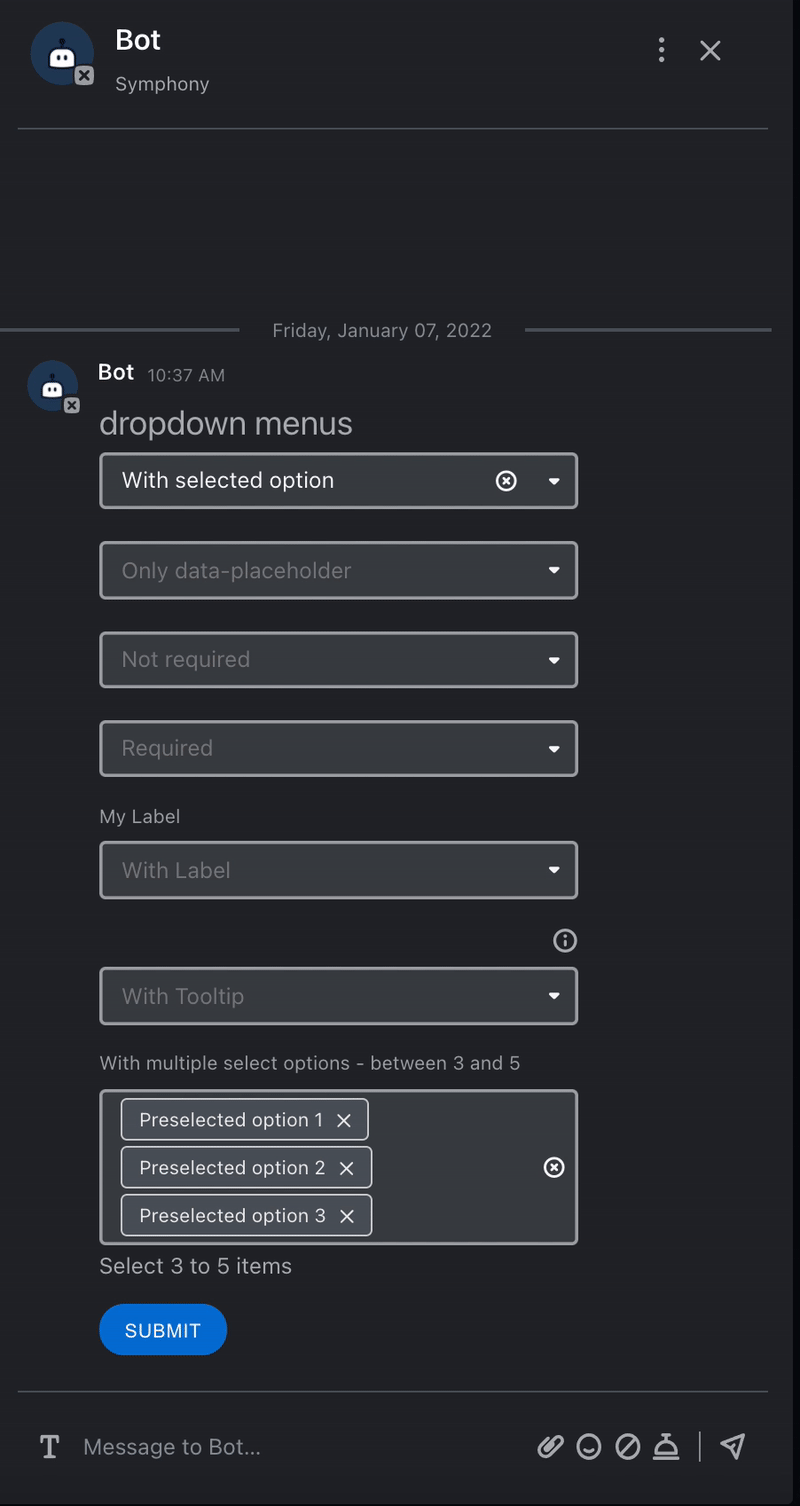 Bot
Symphony
Friday, January 07, 2022
Bot 10:37 AM
dropdown menus
With selected option
Only data-placeholder
Not required
Required
My Label
With Label
With Tooltip
With multiple select options - between 3 and 5
Preselected option 1
Preselected option 2
Preselected option 3
Select 3 to 5 items
SUBMIT
T Message to Bot...